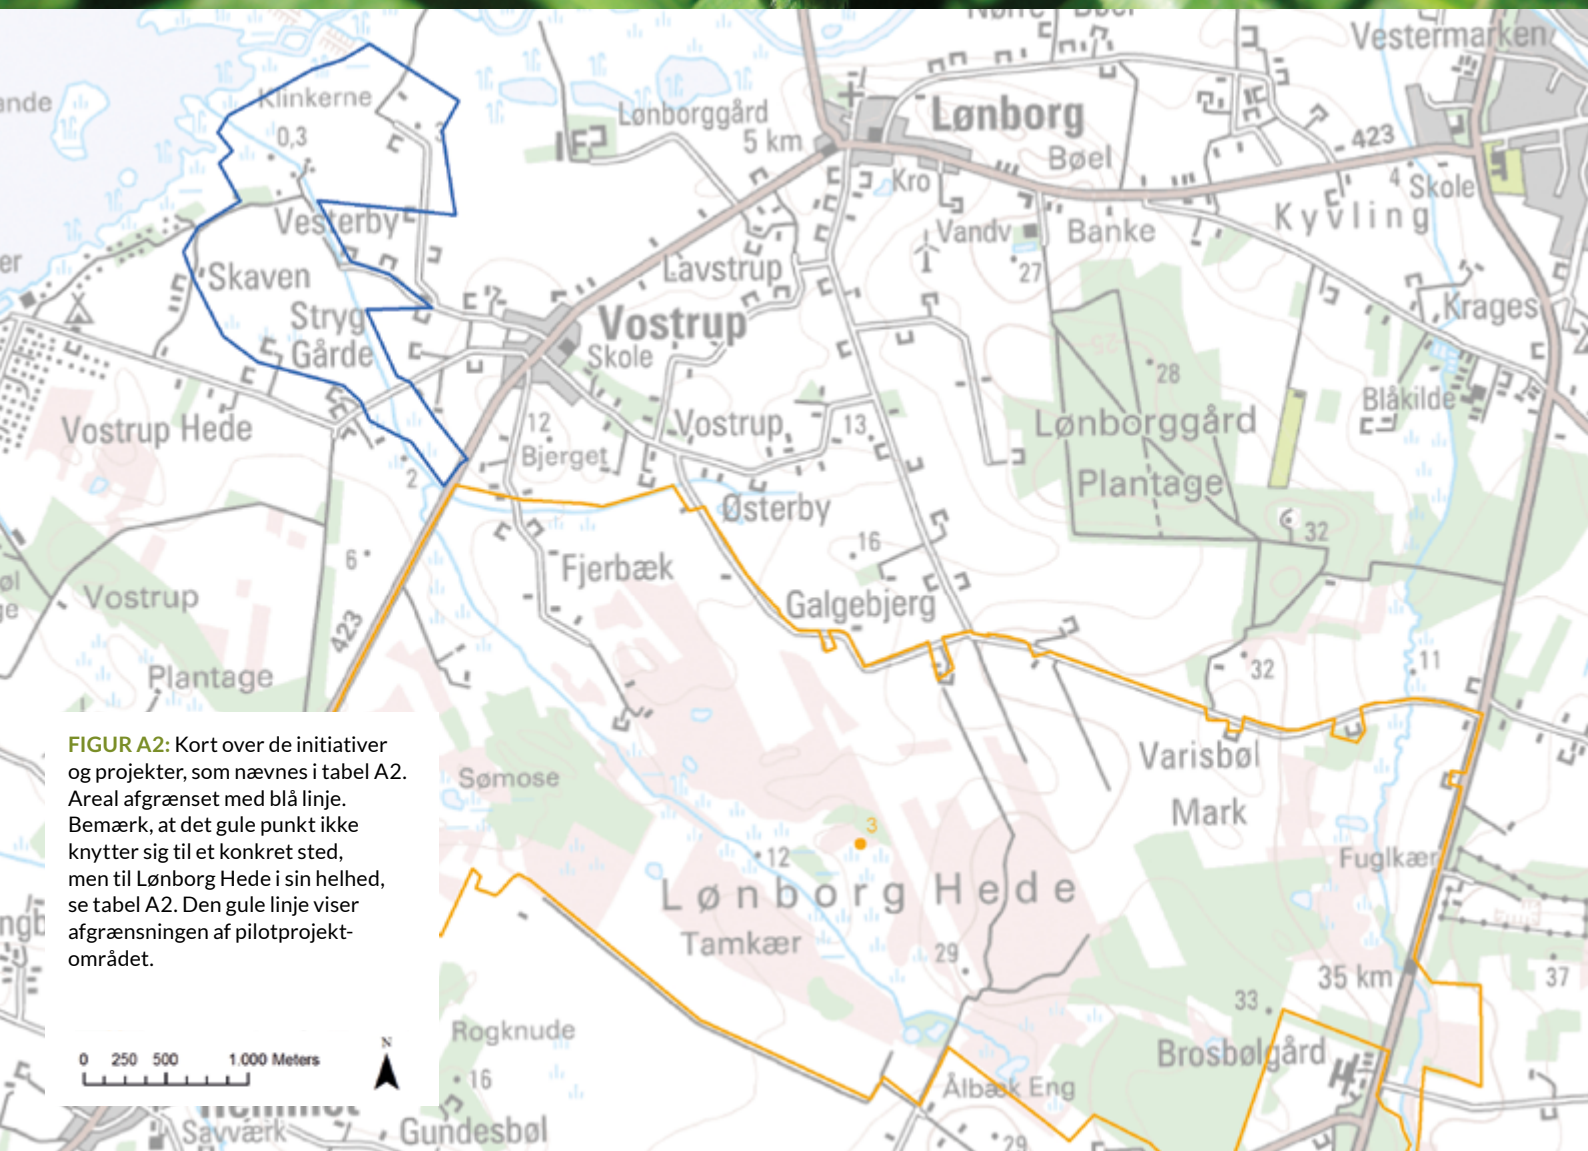 Vestermarken
ande
Klinkerne
Lønborggård
Lønborg
0,3
3
5 km
423
Bøel
Kro
4
Skole
Vesterby
Vandv
Banke
Kyvling
er
Skaven
Lavstrup
27
Stryg
Gårde
Vostrup
Krages
Skole
28
Blåkilde
Vostrup Hede
12
Vostrup
13
Lønborggård
Bjerget
2
Plantage
Østerby
16
32
6
Fjerbæk
øl
ge
Vostrup
Galgebjerg
423
Plantage
32
11
FIGUR A2: Kort over de initiativer
og projekter, som nævnes i tabel A2.
Areal afgrænset med blå linje.
Bemærk, at det gule punkt ikke
knytter sig til et konkret sted,
men til Lønborg Hede i sin helhed,
se tabel A2. Den gule linje viser
afgrænsningen af pilotprojekt-
området.
0 250 500 1.000 Meters
N
Varisbøl
Mark
Sømose
3
12
Fuglkær
Lønborg Hede
Tamkær
29
35 km
37
33
Rogknude
Brosbølgård
16
Ålbæk Eng
Savværk
Gundesbøl
29